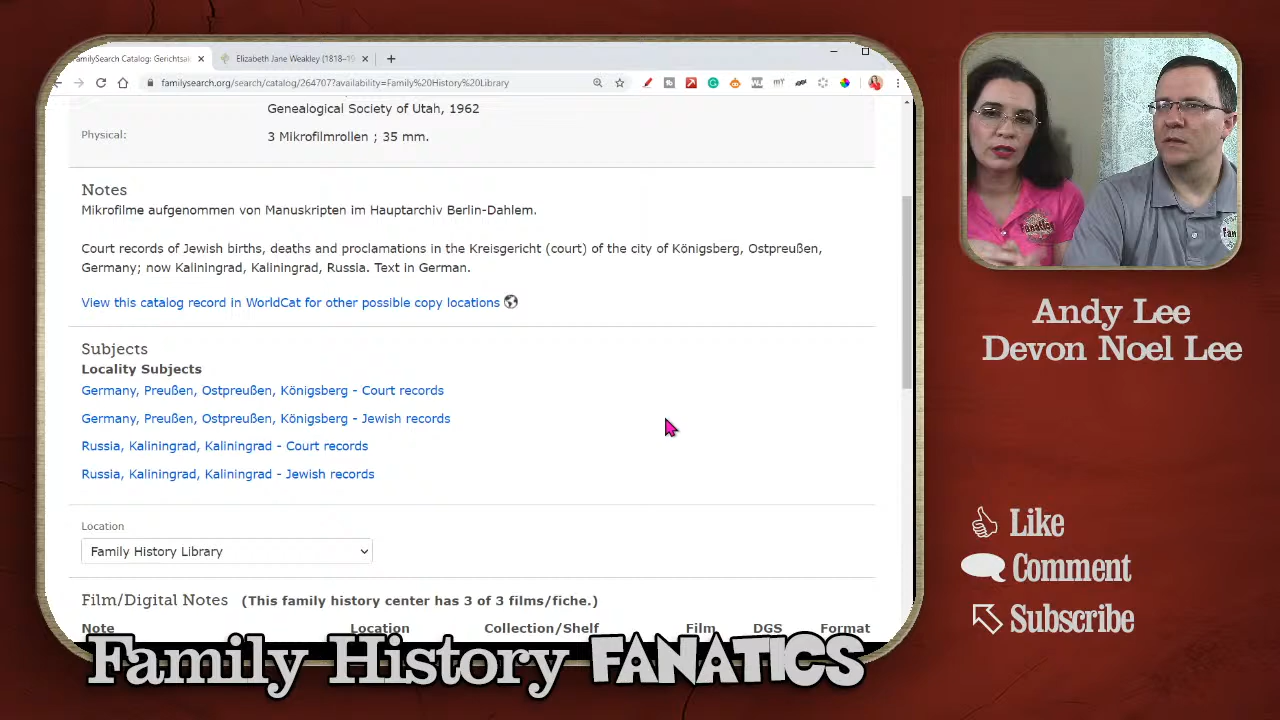 FamilySearch Catalog: Gerichtsak
Elizabeth Jane Weakley (1818–19
familysearch.org/search/catalog/264707?availability=Family%20History%20Library
Genealogical Society of Utah, 1962
Physical: 3 Mikrofilmrollen ; 35 mm.
Notes
Mikrofilme aufgenommen von Manuskripten im Hauptarchiv Berlin-Dahlem.
Court records of Jewish births, deaths and proclamations in the Kreisgericht (court) of the city of Königsberg, Ostpreußen,
Germany; now Kaliningrad, Kaliningrad, Russia. Text in German.
View this catalog record in WorldCat for other possible copy locations
Subjects
Locality Subjects
Germany, Preußen, Ostpreußen, Königsberg - Court records
Germany, Preußen, Ostpreußen, Königsberg - Jewish records
Russia, Kaliningrad, Kaliningrad - Court records
Russia, Kaliningrad, Kaliningrad - Jewish records
Location
Family History Library
Film/Digital Notes (This family history center has 3 of 3 films/fiche.)
Note Location Collection/Shelf Film DGS Format
Family History FANATICS
Fanatics
Fan
Andy Lee
Devon Noel Lee
Like
Comment
Subscribe